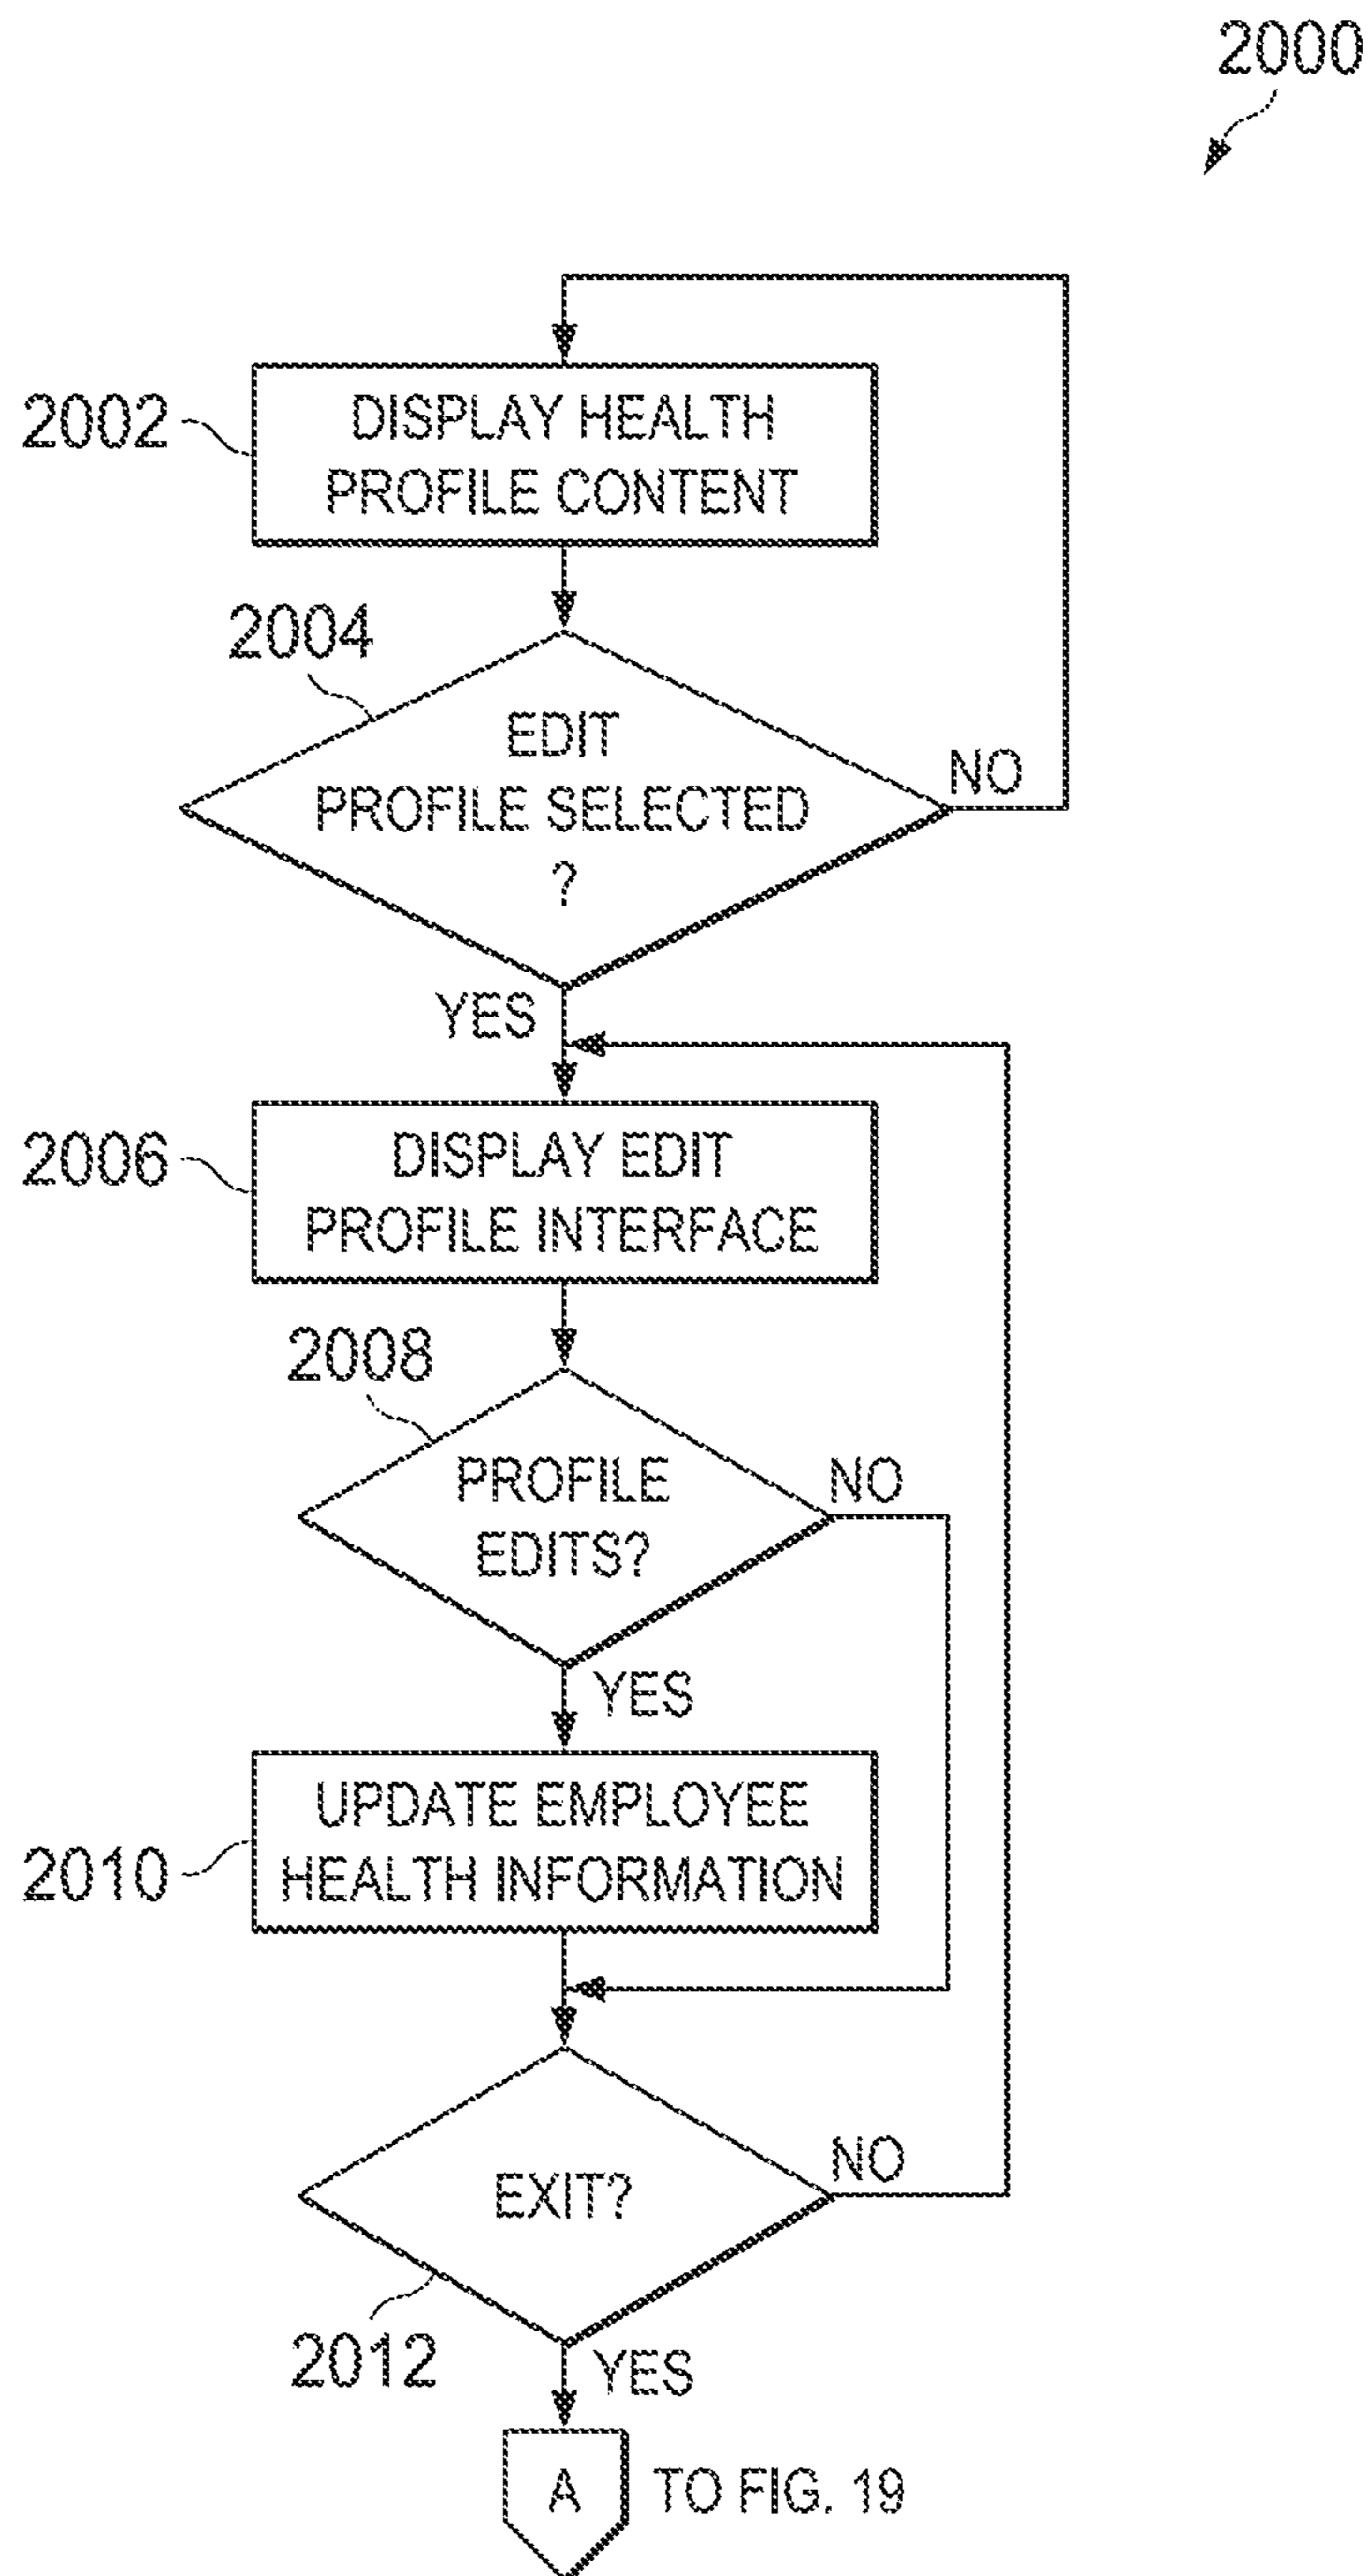 2000
2002
DISPLAY HEALTH
PROFILE CONTENT
2004
EDIT
PROFILE SELECTED
?
NO
YES
2006
DISPLAY EDIT
PROFILE INTERFACE
2008
PROFILE
EDITS?
NO
YES
2010
UPDATE EMPLOYEE
HEALTH INFORMATION
EXIT?
NO
2012
YES
A
TO FIG. 19